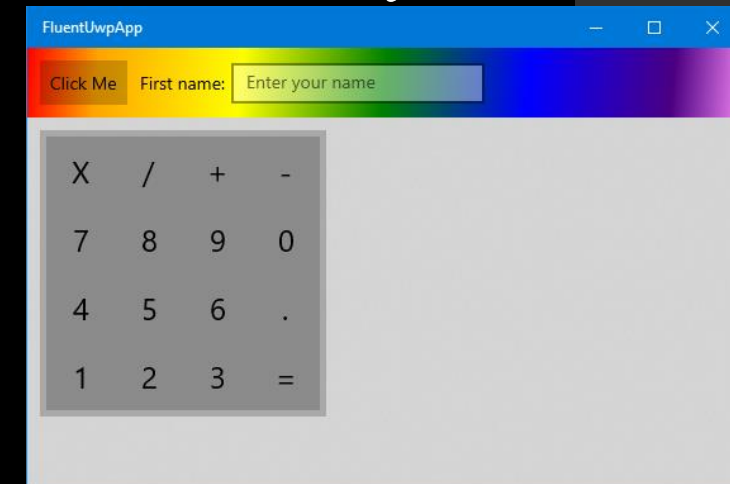 FluentUwpApp
Click Me First name: Enter your name
X / + -
7 8 9 0
4 5 6 .
1 2 3 =